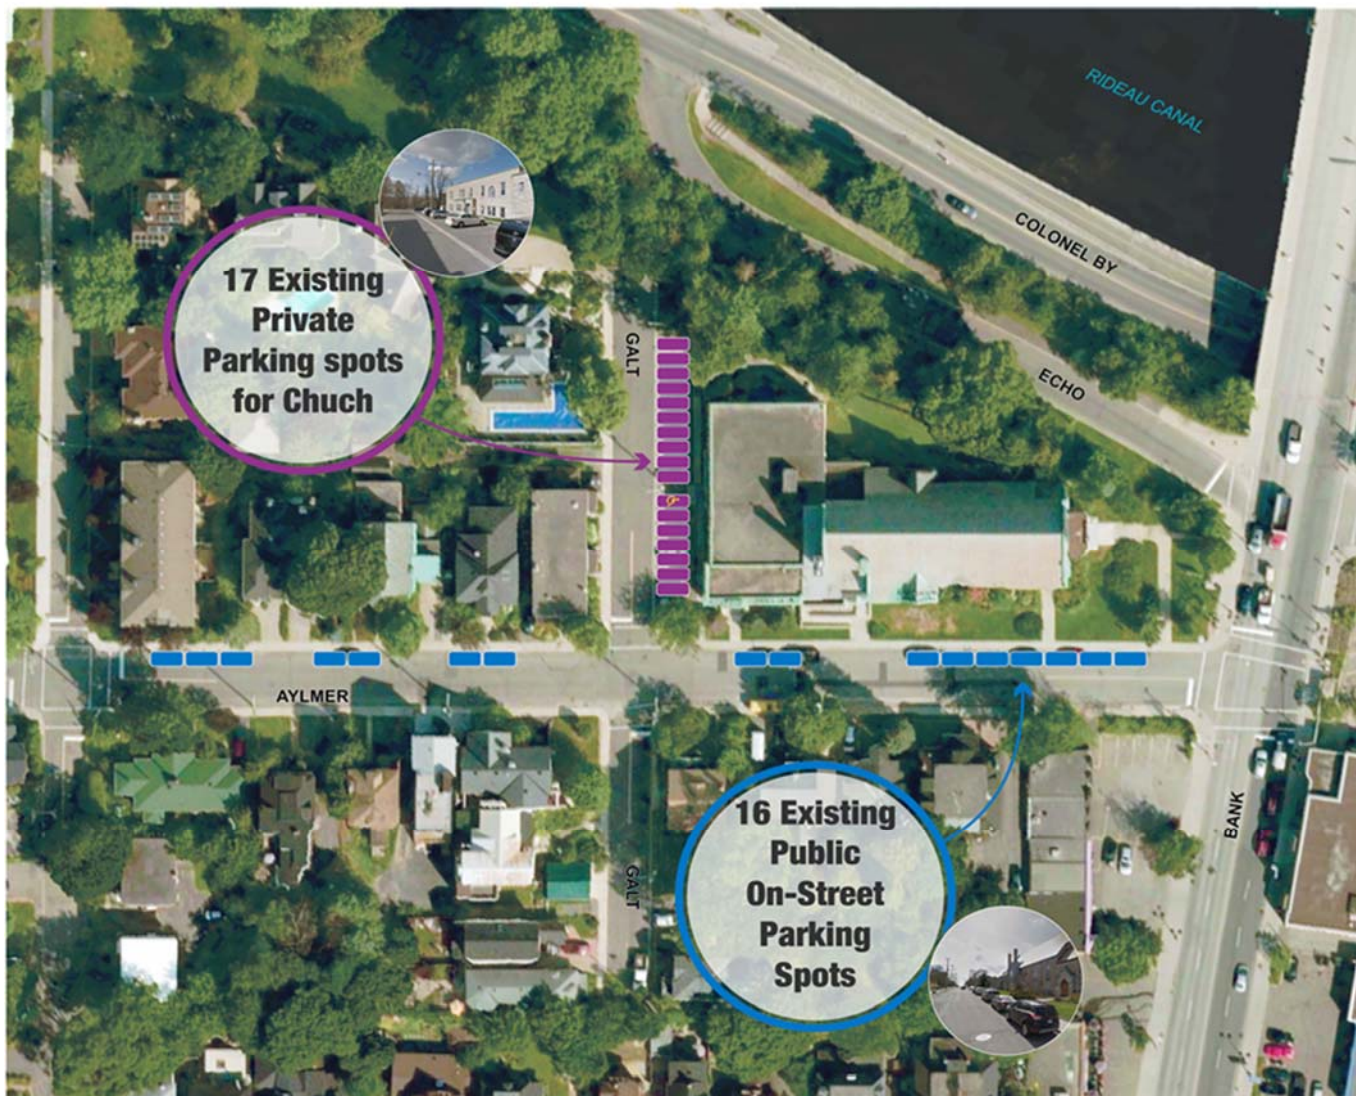 RIDEAU CANAL
COLONEL BY
17 Existing
Private
Parking spots
for Chuch
GALT
ECHO
AYLMER
16 Existing
Public
On-Street
Parking
Spots
BANK
GALT